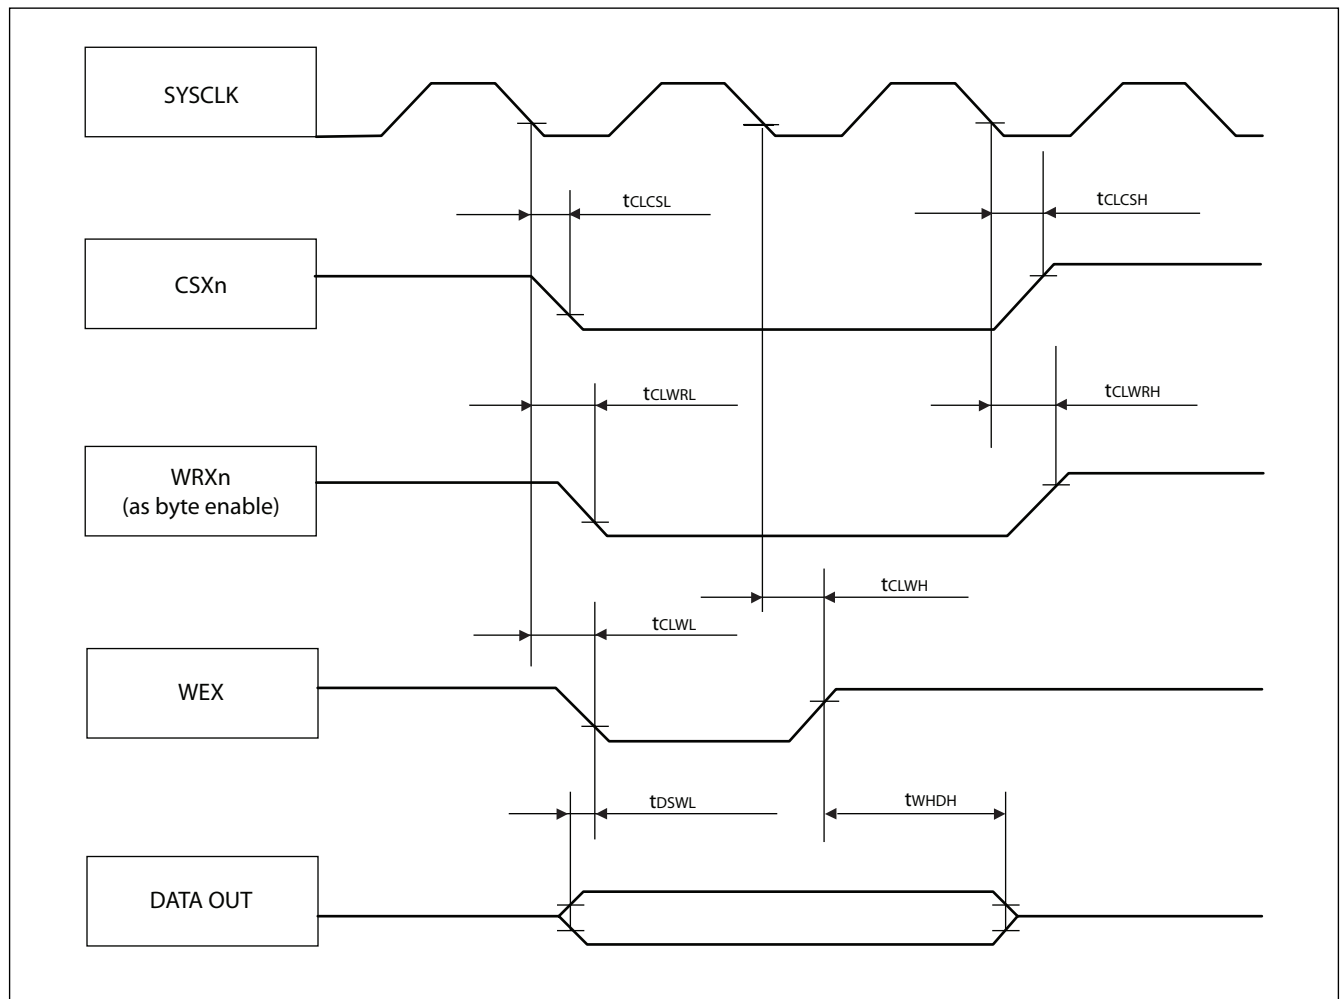 SYSCLK
tCLCSL
tCLCSH
CSXn
tCLWRL
tCLWRH
WRXn
(as byte enable)
tCLWH
tCLWL
WEX
tDSWL
tWHDH
DATA OUT